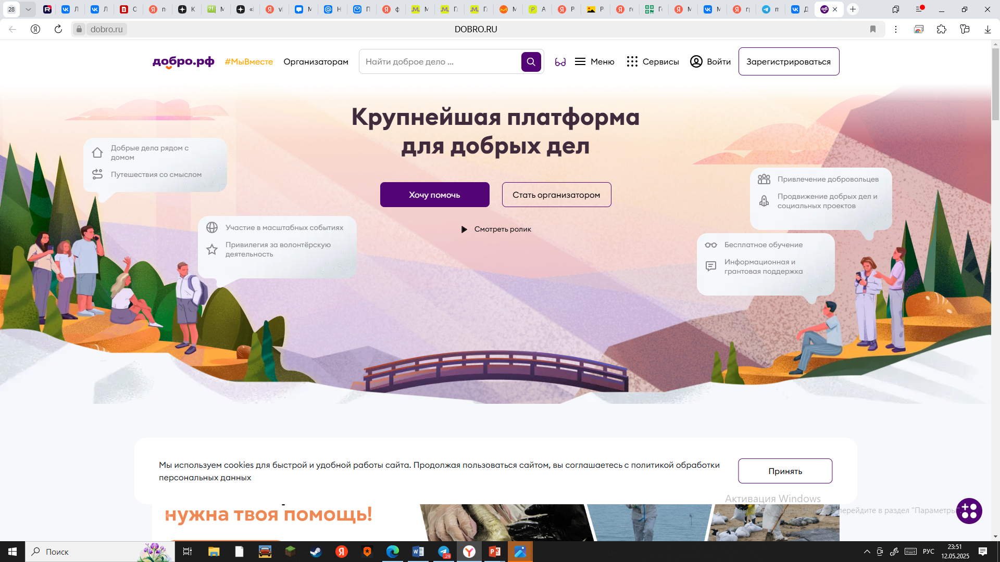 28
DOBRO.RU
dobro.ru
добро.рф
#МыВместе
Организаторам
Найти доброе дело ...
Меню
Сервисы
Войти
Зарегистрироваться
Крупнейшая платформа
для добрых дел
Добрые дела рядом с
домом
Путешествия со смыслом
Хочу помочь
Стать организатором
Смотреть ролик
Участие в масштабных событиях
Привилегия за волонтёрскую
деятельность
Привлечение добровольцев
Продвижение добрых дел и
социальных проектов
Бесплатное обучение
Информационная и
грантовая поддержка
Мы используем cookies для быстрой и удобной работы сайта. Продолжая пользоваться сайтом, вы соглашаетесь с политикой обработки
персональных данных
Принять
нужна твоя помощь!
Активация Windows
перейдите в раздел "Параметры".
Поиск
29
РУС
23:51
12.05.2025